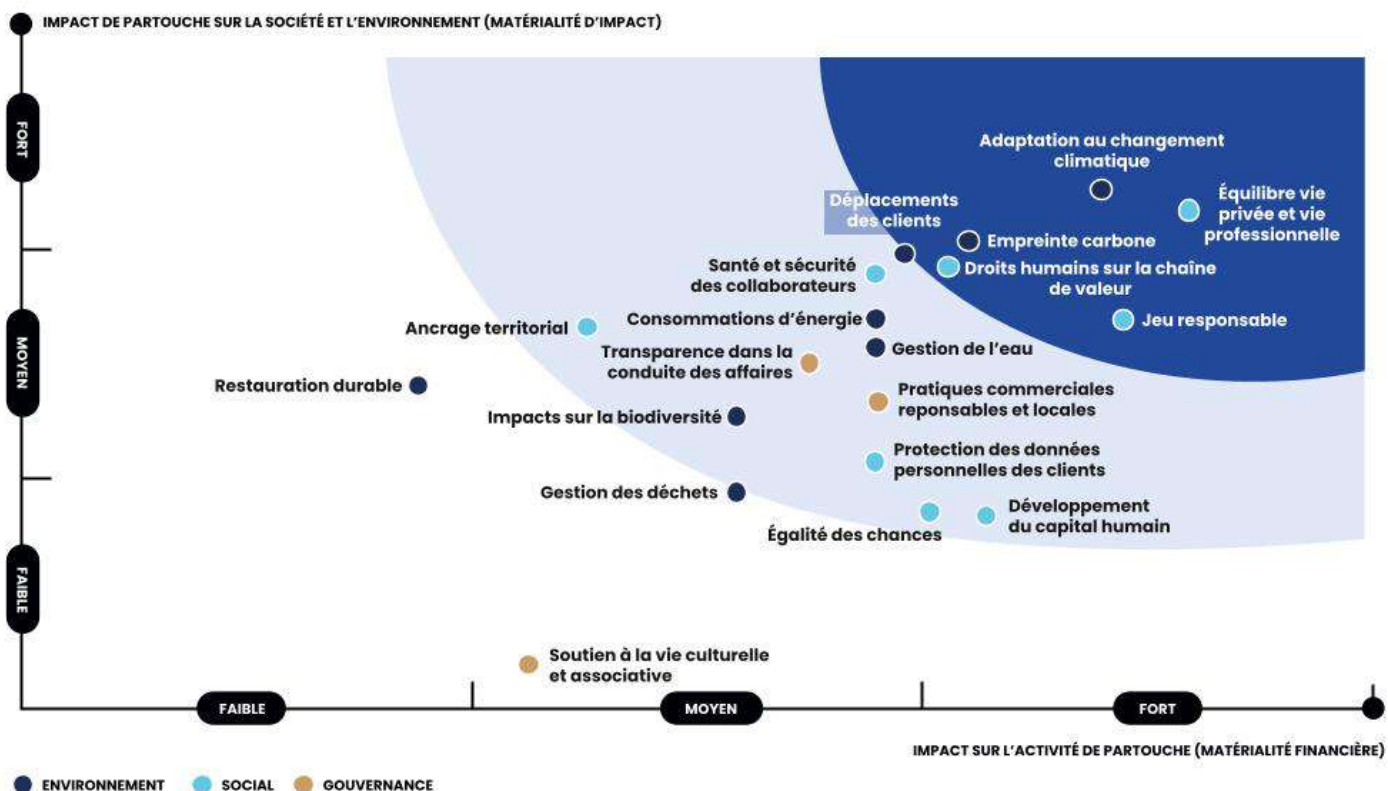 IMPACT DE PARTOUCHE SUR LA SOCIÉTÉ ET L'ENVIRONNEMENT (MATÉRIALITÉ D'IMPACT)
FORT
Adaptation au changement
climatique
Équilibre vie
privée et vie
professionnelle
Déplacements
des clients
Empreinte carbone
Santé et sécurité
des collaborateurs
Droits humains sur la chaîne
de valeur
MOYEN
Ancrage territorial
Consommations d'énergie
Jeu responsable
Transparence dans la
conduite des affaires
Gestion de l'eau
Restauration durable
Pratiques commerciales
reponsables et locales
Impacts sur la biodiversité
Protection des données
personnelles des clients
Gestion des déchets
Développement
du capital humain
Égalité des chances
FAIBLE
Soutien à la vie culturelle
et associative
FAIBLE
MOYEN
FORT
IMPACT SUR L'ACTIVITÉ DE PARTOUCHE (MATÉRIALITÉ FINANCIÈRE)
ENVIRONNEMENT
SOCIAL
GOUVERNANCE